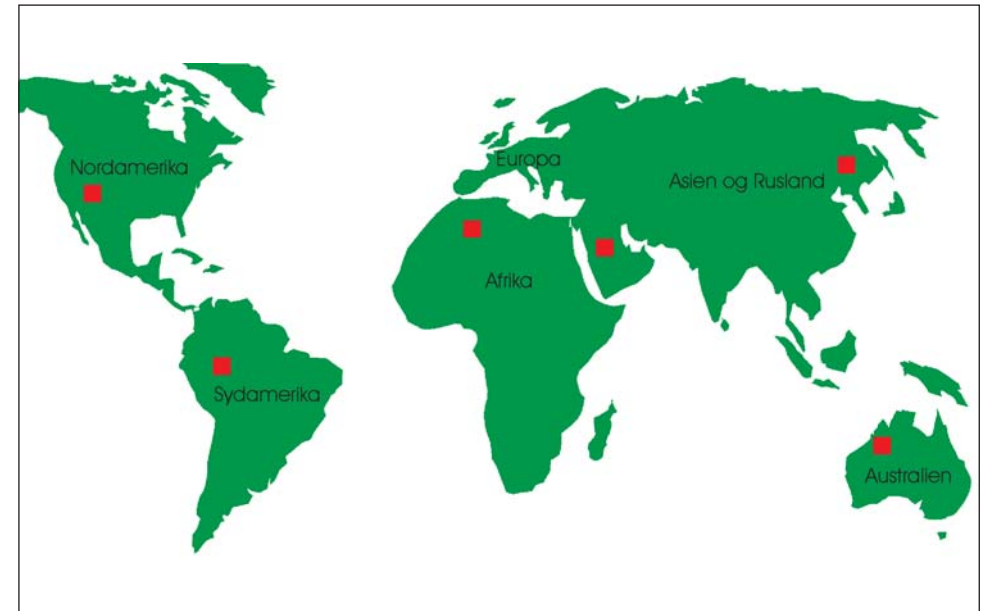 Nordamerika
Europa
Asien og Rusland
Afrika
Sydamerika
Australien